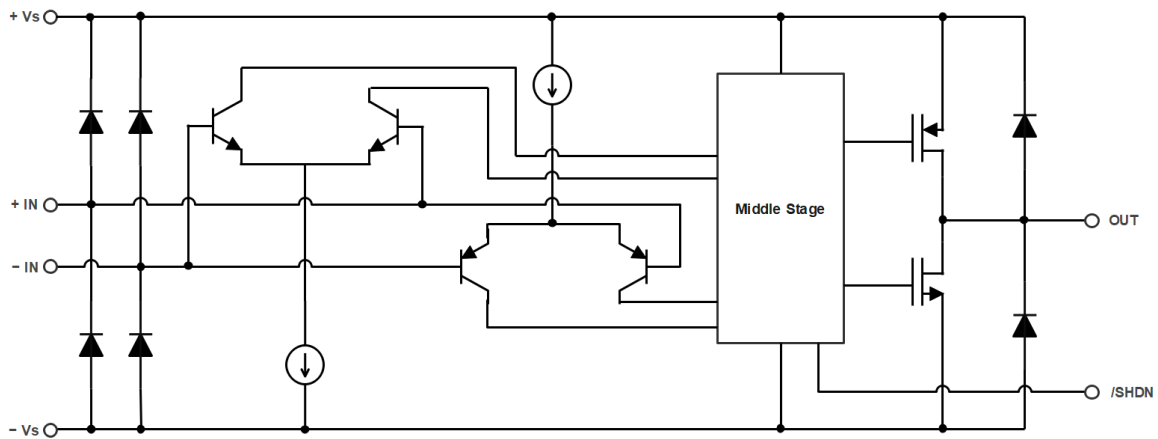 + Vs
+ IN
− IN
− Vs
Middle Stage
OUT
/SHDN